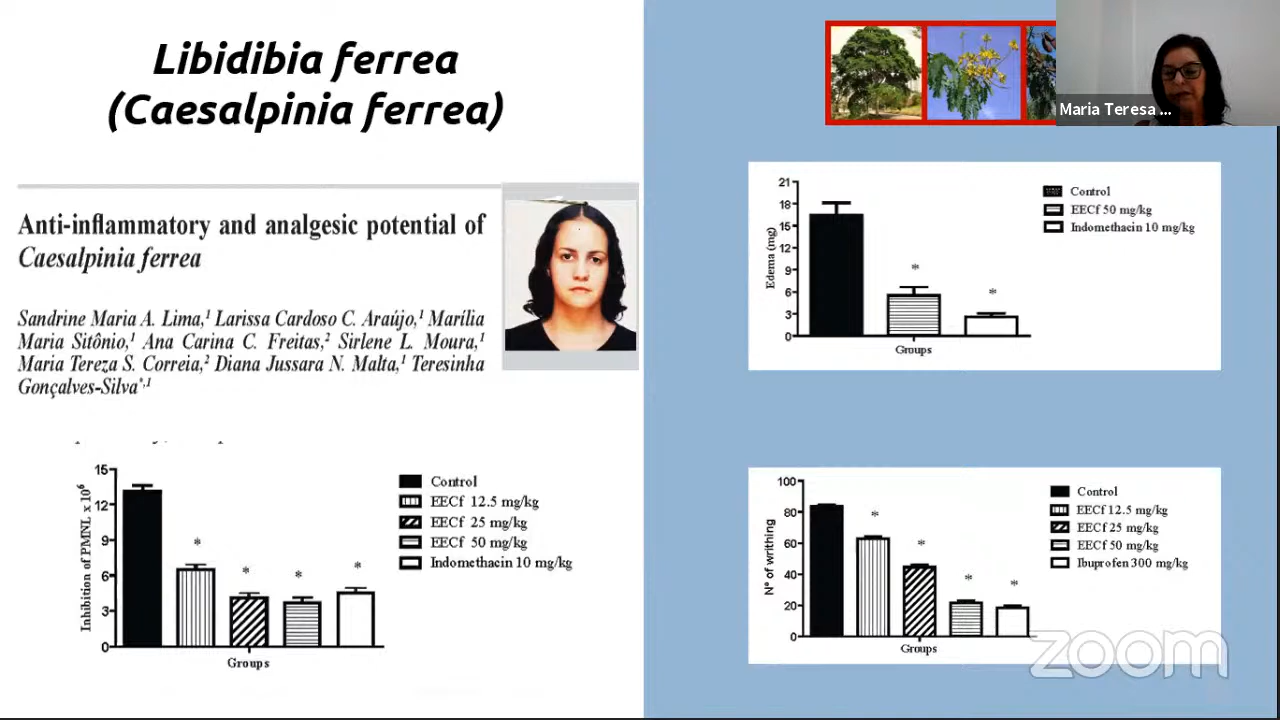 Libidibia ferrea
(Caesalpinia ferrea)
Maria Teresa ...
Anti-inflammatory and analgesic potential of
Caesalpinia ferrea
Sandrine Maria A. Lima,¹ Larissa Cardoso C. Araújo,¹ Marília
Maria Sitônio,¹ Ana Carina C. Freitas,² Sirlene L. Moura,¹
Maria Tereza S. Correia,² Diana Jussara N. Malta,¹ Teresinha
Gonçalves-Silva*,¹
21
18
15
12
9
6
3
0
Edema (mg)
*
*
Groups
Control
EECf 50 mg/kg
Indomethacin 10 mg/kg
15
12
9
6
3
0
Inhibition of PMNL x10⁶
*
*
*
*
Groups
Control
EECf 12.5 mg/kg
EECf 25 mg/kg
EECf 50 mg/kg
Indomethacin 10 mg/kg
100
80
60
40
20
0
Nº of writhing
*
*
*
*
Groups
Control
EECf 12.5 mg/kg
EECf 25 mg/kg
EECf 50 mg/kg
Ibuprofen 300 mg/kg
zoom